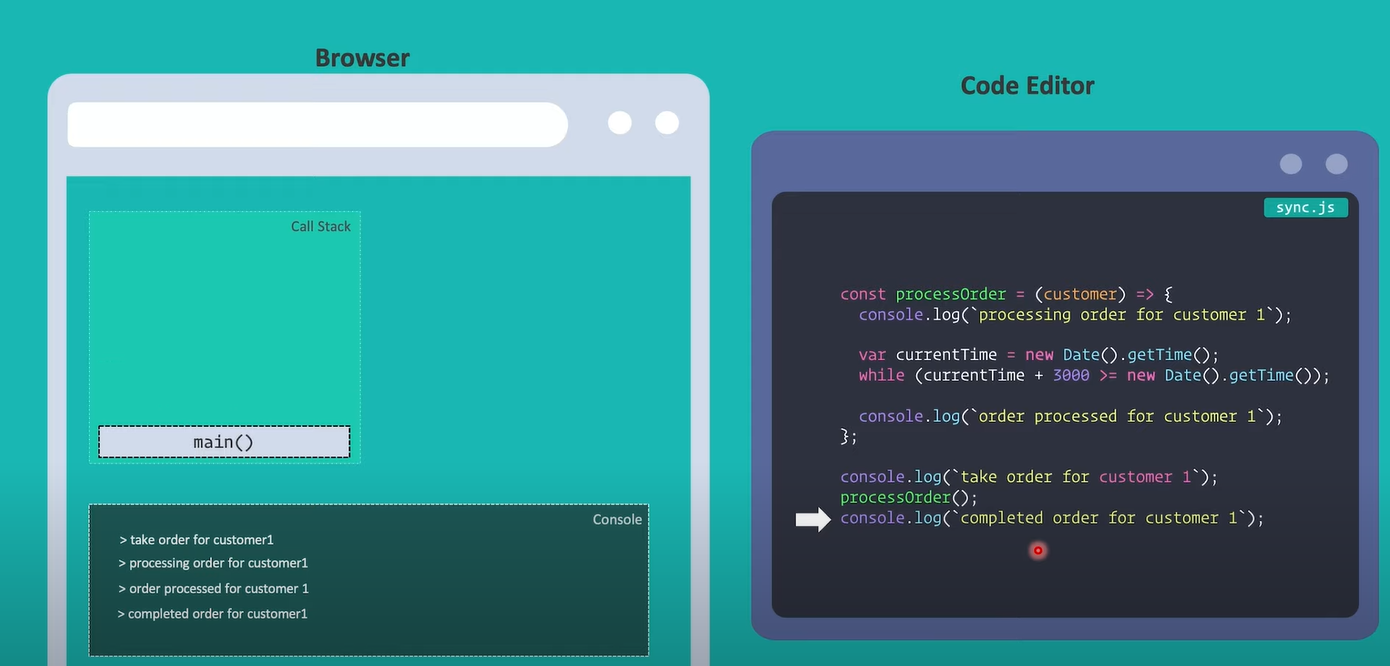 Browser
Call Stack
main()
Console
> take order for customer1
> processing order for customer1
> order processed for customer 1
> completed order for customer1
Code Editor
sync.js
const processOrder = (customer) => {
  console.log(`processing order for customer 1`);
  var currentTime = new Date().getTime();
  while (currentTime + 3000 >= new Date().getTime());
  console.log(`order processed for customer 1`);
};
console.log(`take order for customer 1`);
processOrder();
console.log(`completed order for customer 1`);